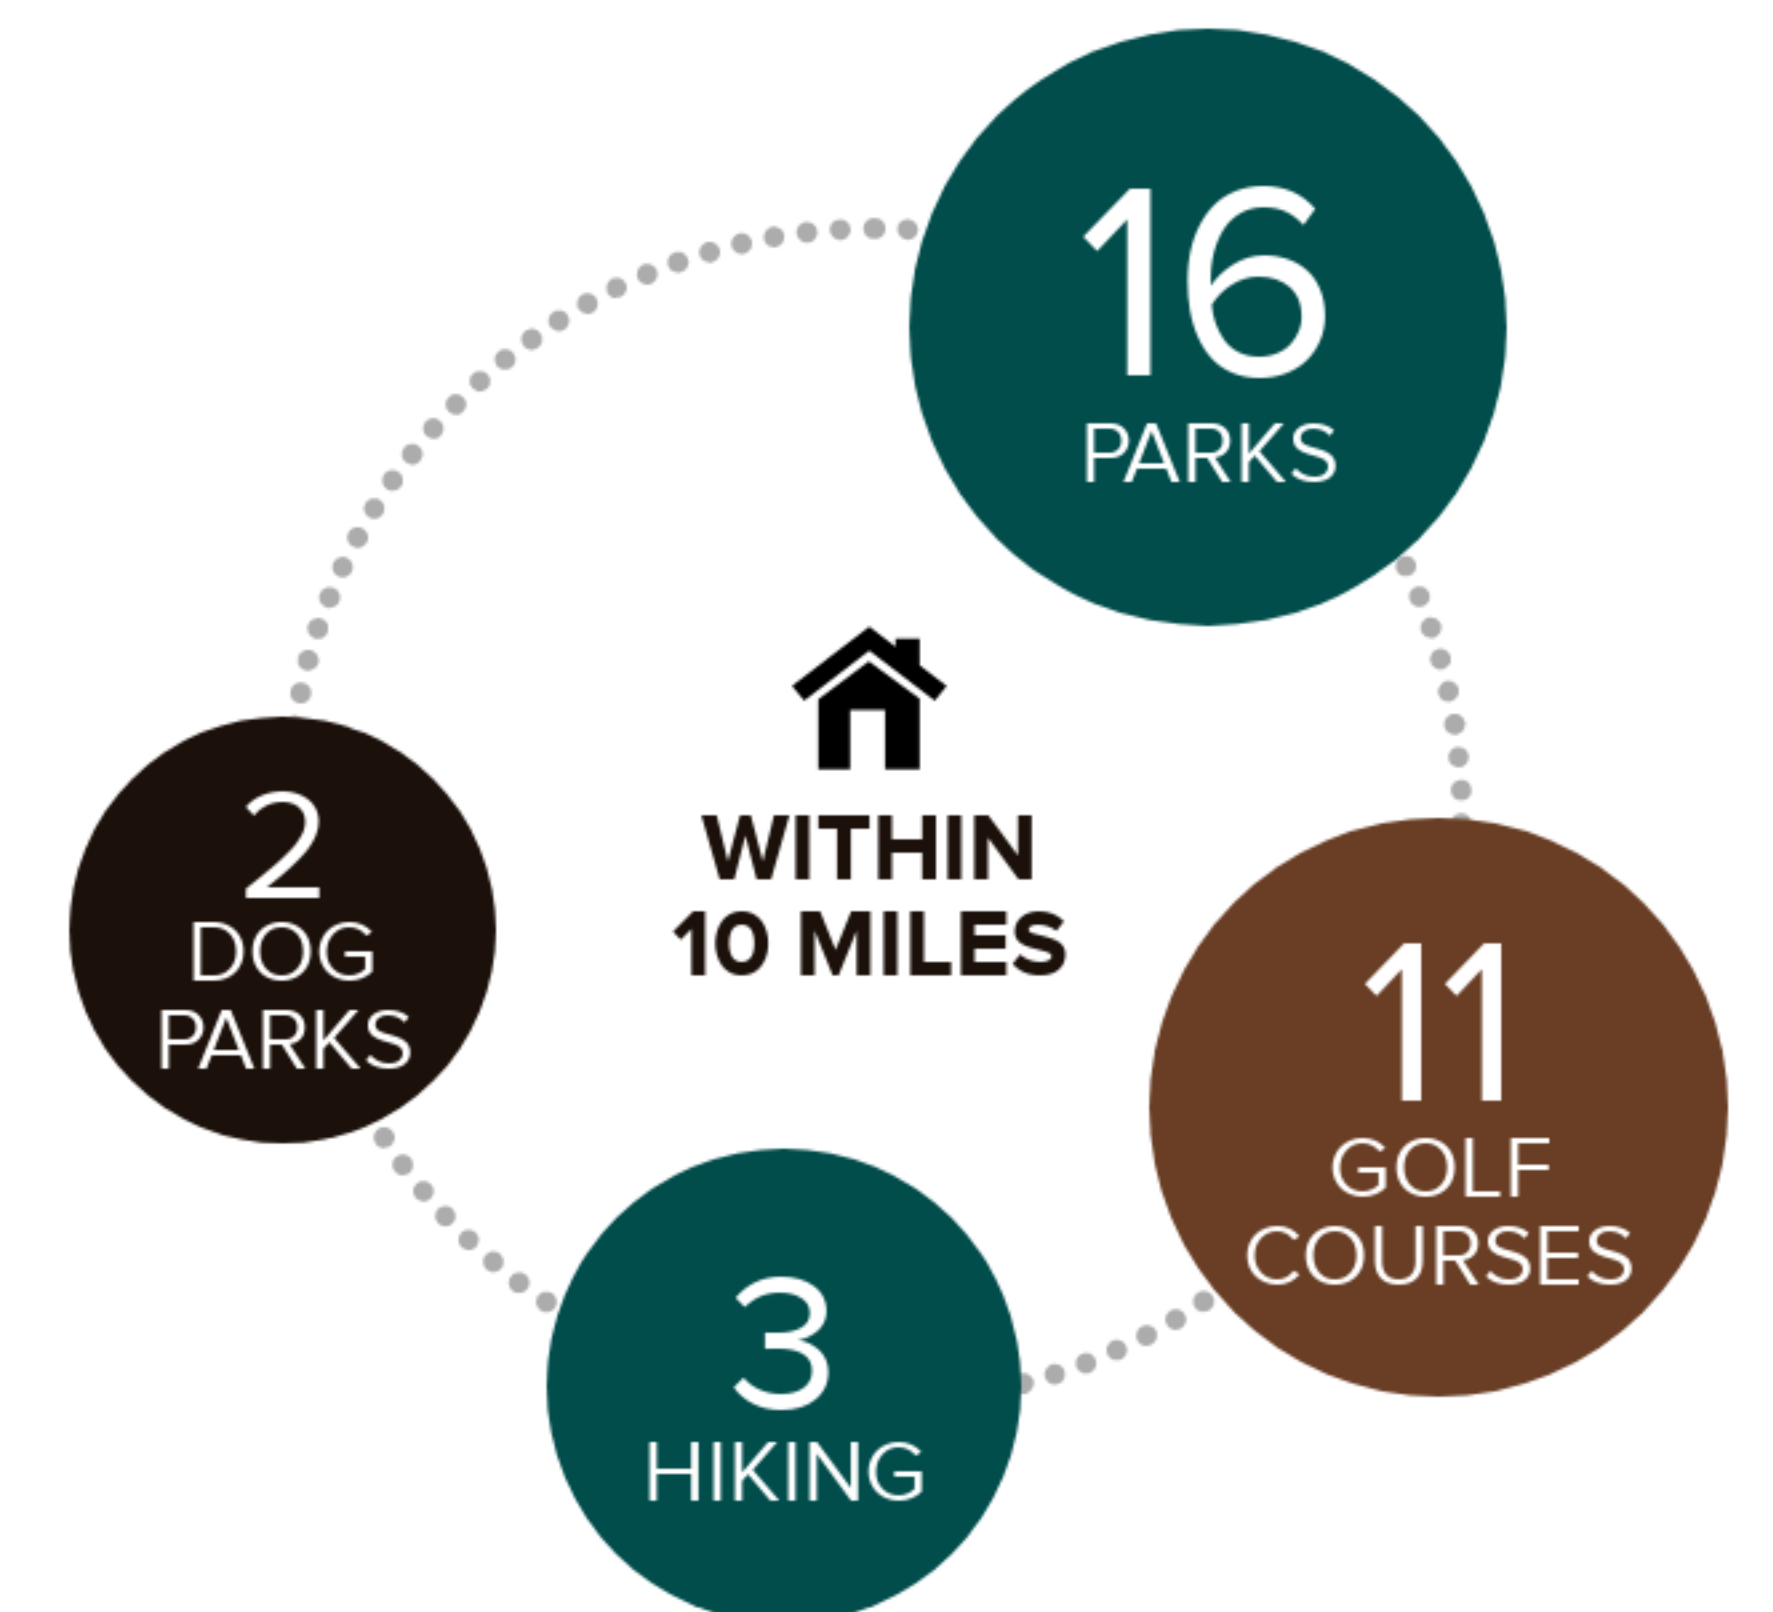 16
PARKS
WITHIN
10 MILES
2
DOG
PARKS
11
GOLF
COURSES
3
HIKING